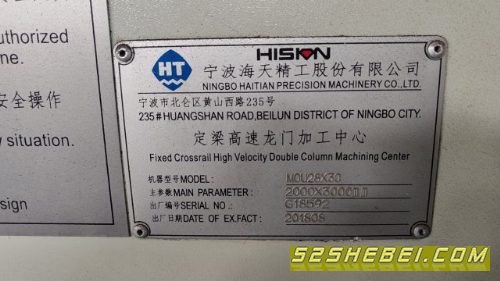 uthorized
ne.
安全操作
y situation.
sign
HT
HISION
宁波海天精工股份有限公司
NINGBO HAITIAN PRECISION MACHINERY CO.,LTD.
宁波市北仑区黄山西路235号
235#HUANGSHAN ROAD,BEILUN DISTRICT OF NINGBO CITY.
定梁高速龙门加工中心
Fixed Crossrail High Velocity Double Column Machining Center
机器型号MODEL:
主参数MAIN PARAMETER: 2000X3000
出厂编号SERIAL NO.: G18592
出厂日期DATE OF EX.FACT: 201808
52SHEBEI.COM